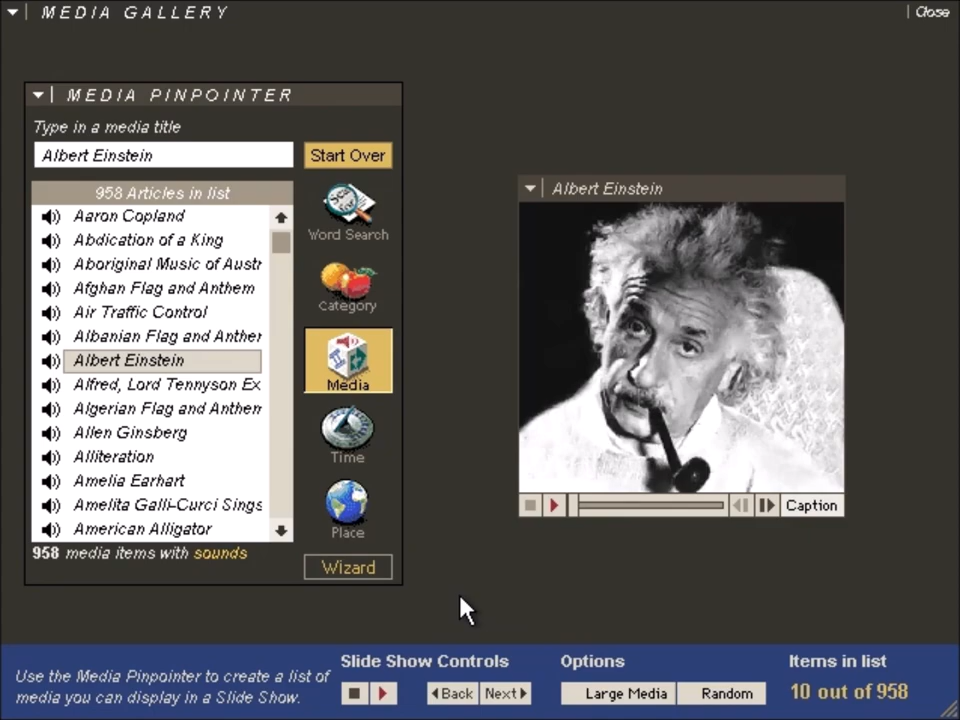 MEDIA GALLERY
Close
MEDIA PINPOINTER
Type in a media title
Albert Einstein
Start Over
958 Articles in list
Aaron Copland
Abdication of a King
Aboriginal Music of Austr
Afghan Flag and Anthem
Air Traffic Control
Albanian Flag and Anther
Albert Einstein
Alfred, Lord Tennyson Ex
Algerian Flag and Anthem
Allen Ginsberg
Alliteration
Amelia Earhart
Amelita Galli-Curci Sings
American Alligator
958 media items with sounds
Word Search
Category
Media
Time
Place
Wizard
Albert Einstein
Caption
Use the Media Pinpointer to create a list of
media you can display in a Slide Show.
Slide Show Controls
Back Next
Options
Large Media Random
Items in list
10 out of 958